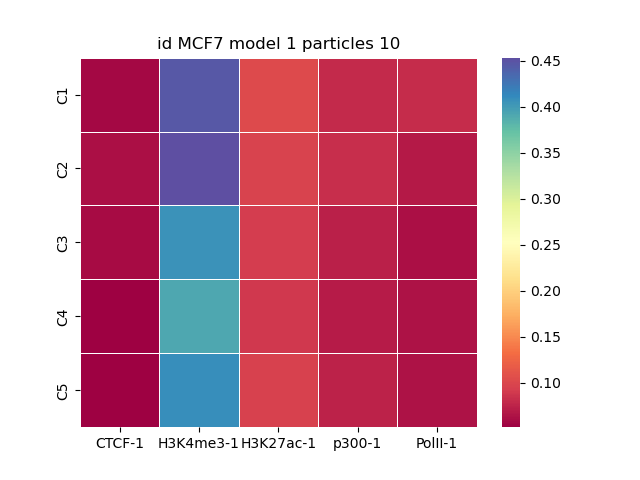 id MCF7 model 1 particles 10
C1
C2
C3
C4
C5
CTCF-1 H3K4me3-1 H3K27ac-1 p300-1 PolII-1
0.45
0.40
0.35
0.30
0.25
0.20
0.15
0.10